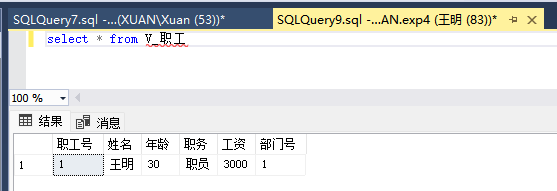 SQLQuery7.sql -...(XUAN\Xuan (53))* SQLQuery9.sql -...AN.exp4 (王明 (83))*
select * from V_职工
100 %
结果 消息
职工号 姓名 年龄 职务 工资 部门号
1 1 王明 30 职员 3000 1